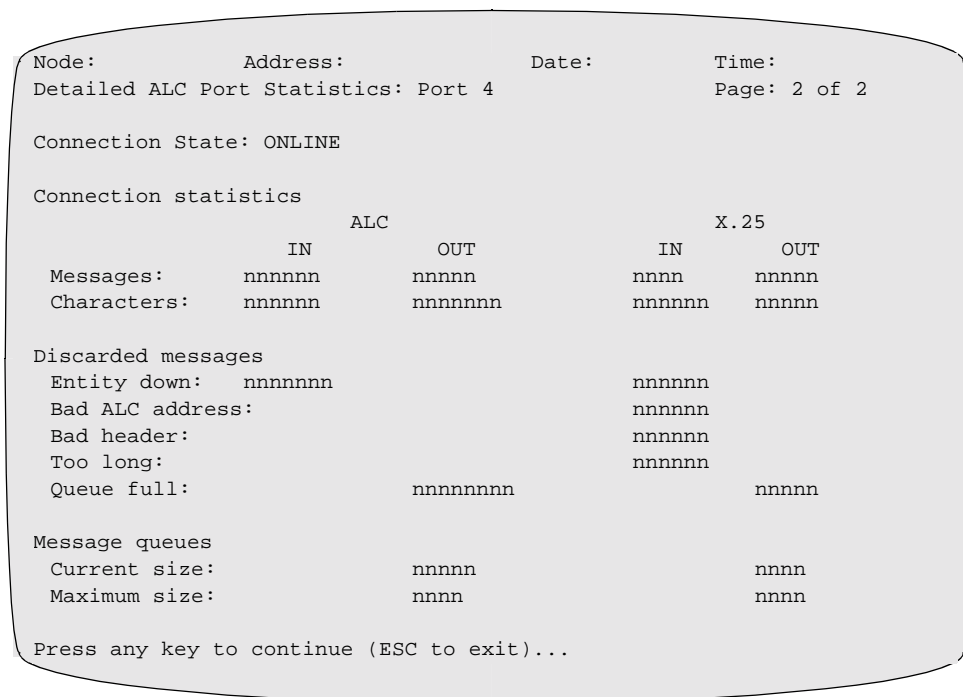 Node: Address: Date: Time:
Detailed ALC Port Statistics: Port 4 Page: 2 of 2
Connection State: ONLINE
Connection statistics
ALC X.25
IN OUT IN OUT
Messages: nnnnnn nnnnn nnnn nnnnn
Characters: nnnnnn nnnnnnn nnnnnn nnnnn
Discarded messages
Entity down: nnnnnnn nnnnnn
Bad ALC address: nnnnnn
Bad header: nnnnnn
Too long: nnnnnn
Queue full: nnnnnnnn nnnnn
Message queues
Current size: nnnnn nnnn
Maximum size: nnnn nnnn
Press any key to continue (ESC to exit)...